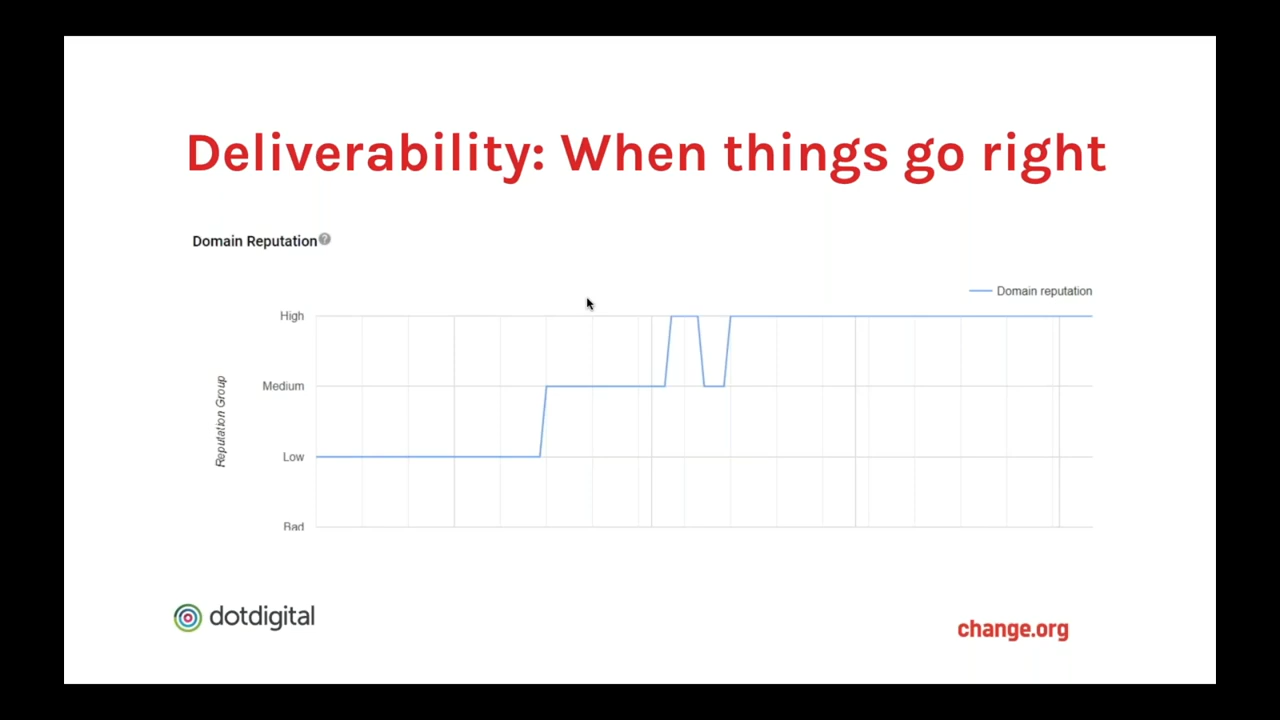 Deliverability: When things go right
Domain Reputation ?
Domain reputation
High
Medium
Low
Bad
Reputation Group
dotdigital
change.org